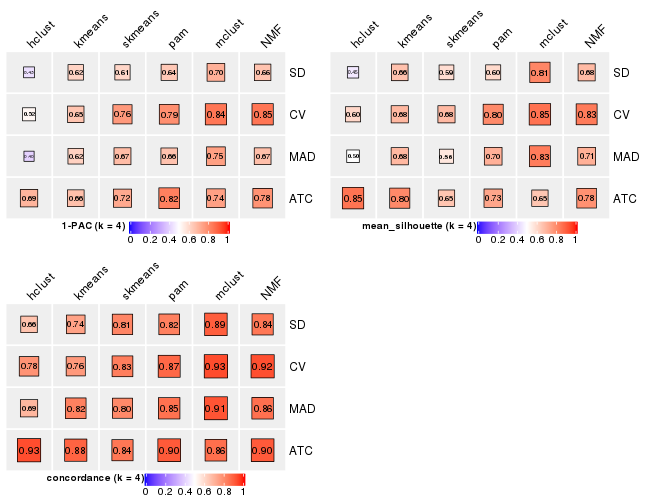 hclust kmeans skmeans pam mclust NMF
0.62 0.61 0.64 0.70 0.66 SD
0.52 0.65 0.76 0.79 0.84 0.85 CV
0.62 0.67 0.66 0.75 0.67 MAD
0.69 0.66 0.72 0.82 0.74 0.78 ATC
1-PAC (k = 4)
0 0.2 0.4 0.6 0.8 1
hclust kmeans skmeans pam mclust NMF
0.66 0.59 0.60 0.81 0.68 SD
0.60 0.68 0.68 0.80 0.85 0.83 CV
0.50 0.68 0.56 0.70 0.83 0.71 MAD
0.85 0.80 0.65 0.73 0.65 0.78 ATC
mean_silhouette (k = 4)
0 0.2 0.4 0.6 0.8 1
hclust kmeans skmeans pam mclust NMF
0.66 0.74 0.81 0.82 0.89 0.84 SD
0.78 0.76 0.83 0.87 0.93 0.92 CV
0.69 0.82 0.80 0.85 0.91 0.86 MAD
0.93 0.88 0.84 0.90 0.86 0.90 ATC
concordance (k = 4)
0 0.2 0.4 0.6 0.8 1